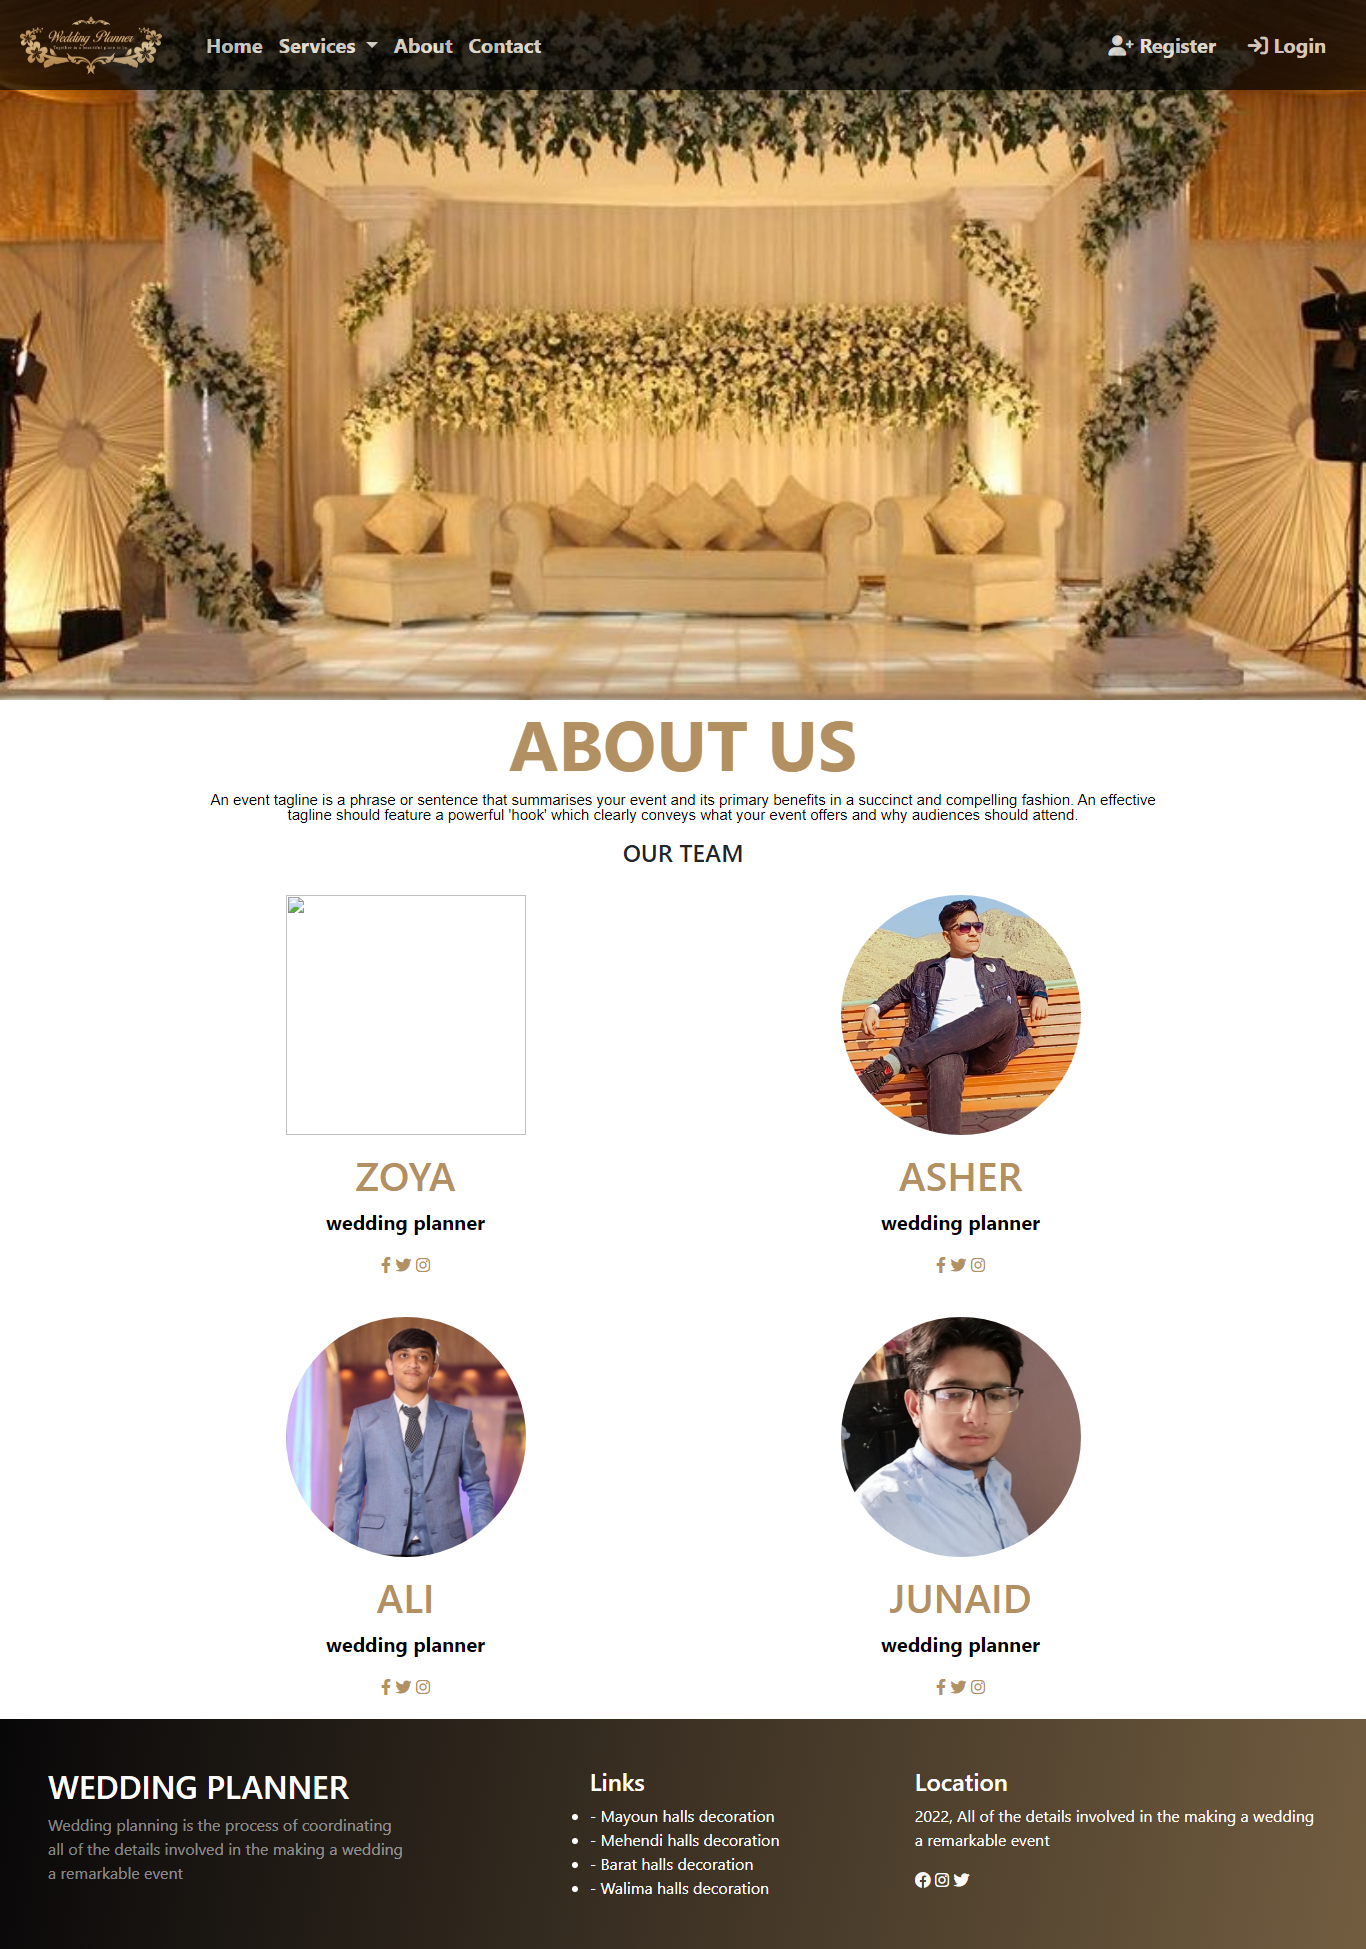 Wedding Planner
Home Services About Contact Register Login
ABOUT US
An event tagline is a phrase or sentence that summarises your event and its primary benefits in a succinct and compelling fashion. An effective
tagline should feature a powerful 'hook' which clearly conveys what your event offers and why audiences should attend.
OUR TEAM
ZOYA
wedding planner
ASHER
wedding planner
ALI
wedding planner
JUNAID
wedding planner
WEDDING PLANNER
Wedding planning is the process of coordinating
all of the details involved in the making a wedding
a remarkable event
Links
- Mayoun halls decoration
- Mehendi halls decoration
- Barat halls decoration
- Walima halls decoration
Location
2022, All of the details involved in the making a wedding
a remarkable event